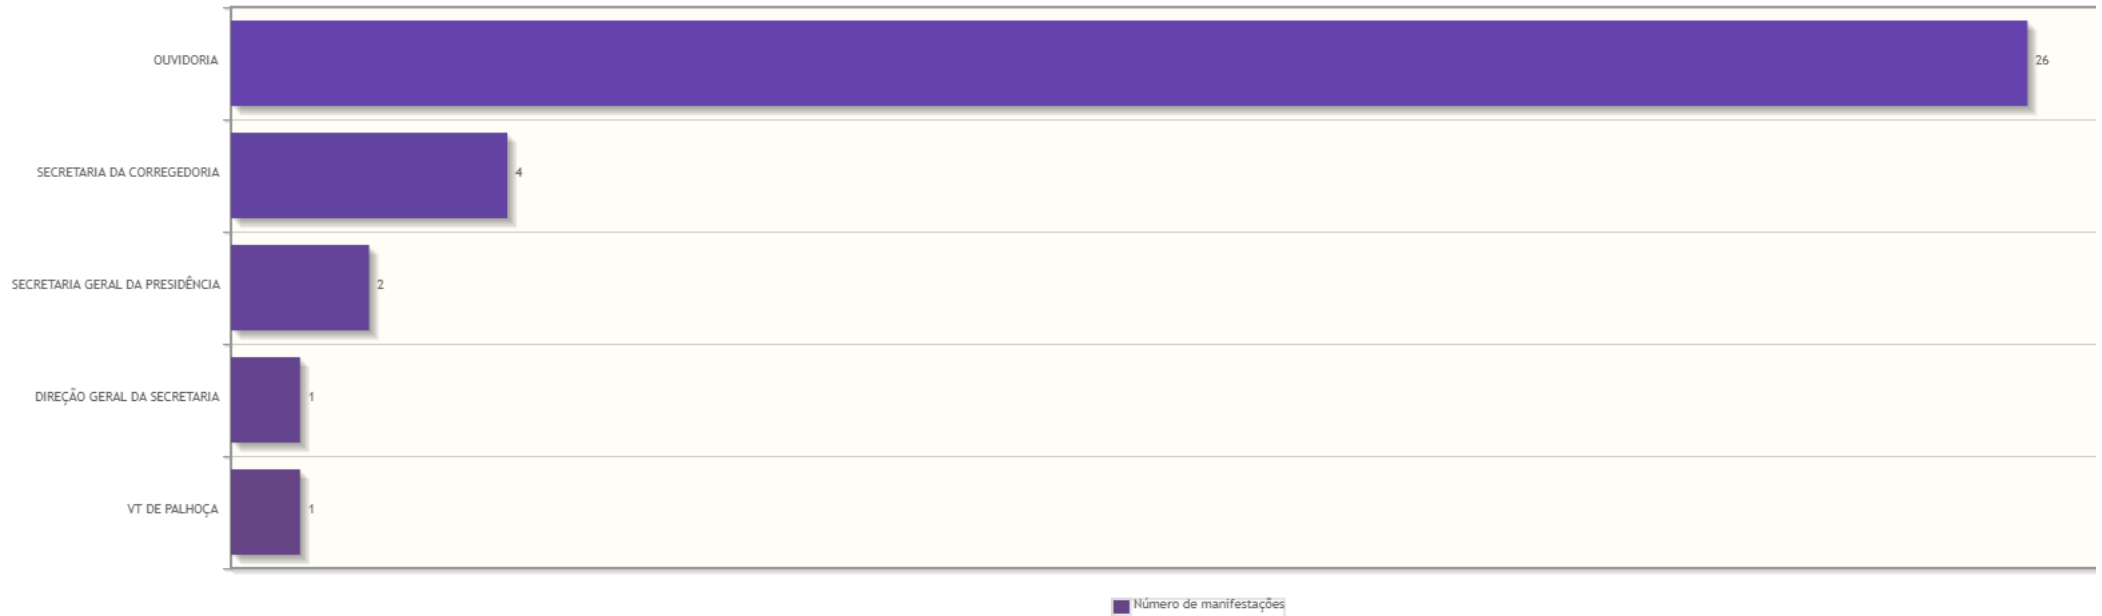 OUVIDORIA
26
SECRETARIA DA CORREGEDORIA
4
SECRETARIA GERAL DA PRESIDÊNCIA
2
DIREÇÃO GERAL DA SECRETARIA
1
VT DE PALHOÇA
1
Número de manifestações